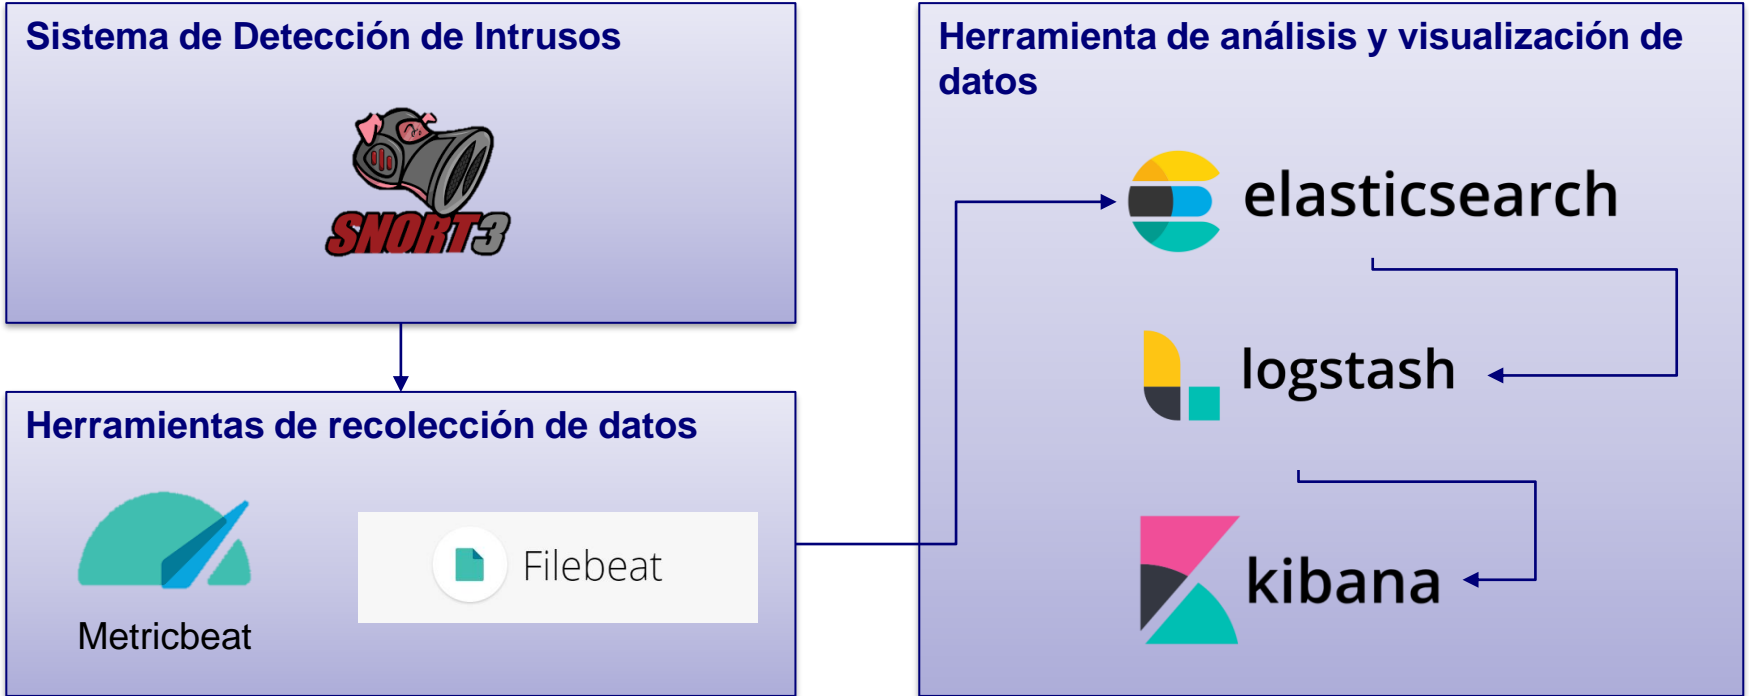 Sistema de Detección de Intrusos
SNORT3
Herramientas de recolección de datos
Metricbeat
Filebeat
Herramienta de análisis y visualización de
datos
elasticsearch
logstash
kibana